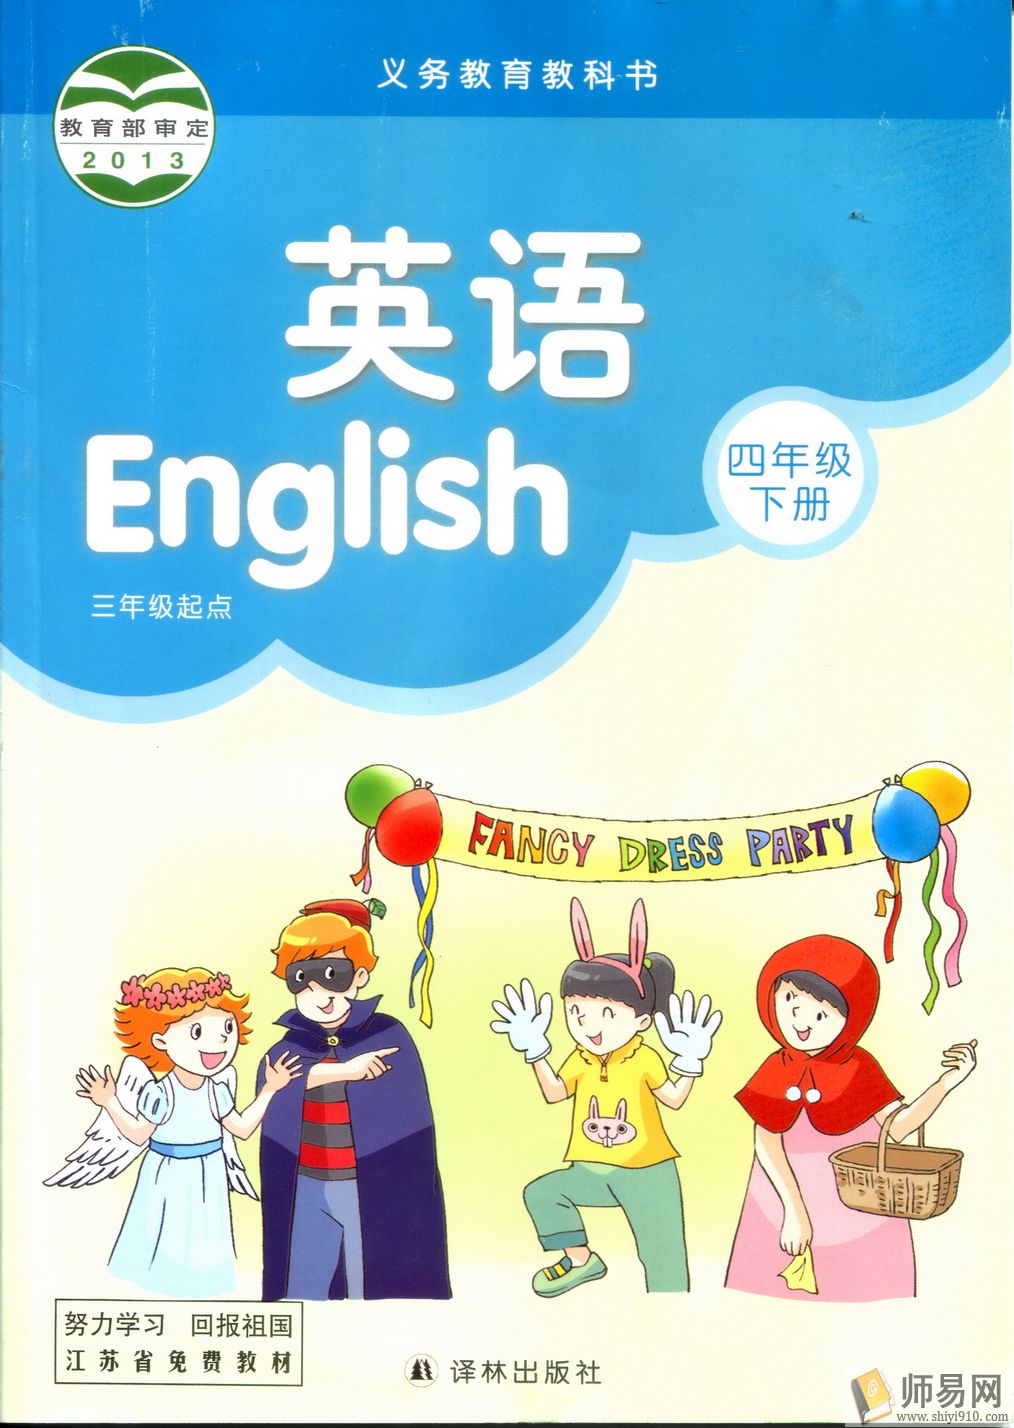 义务教育教科书
教育部审定
2013
英语
English
四年级
下册
三年级起点
FANCY DRESS PARTY
努力学习 回报祖国
江苏省免费教材
译林出版社
师易网
www.shiyi910.com